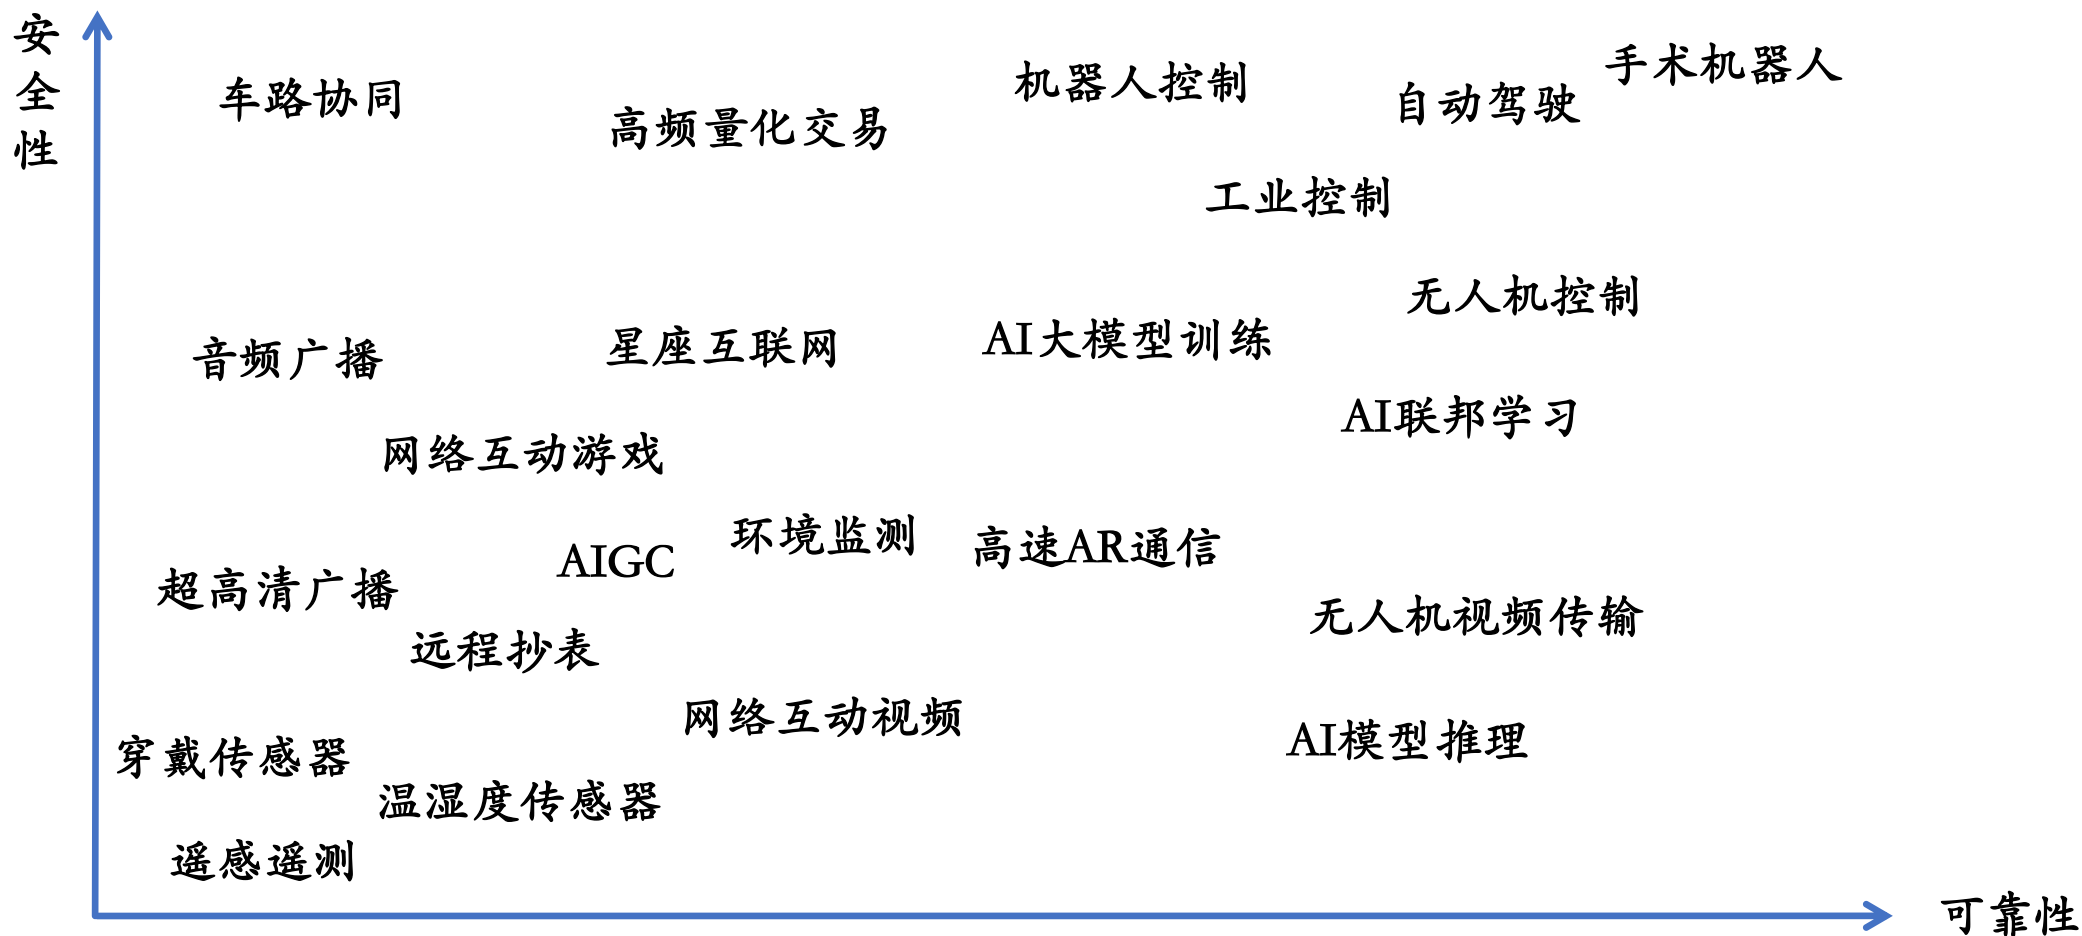 安全性
手术机器人
车路协同
机器人控制
自动驾驶
高频量化交易
工业控制
无人机控制
音频广播
星座互联网
AI大模型训练
AI联邦学习
网络互动游戏
环境监测
高速AR通信
AIGC
超高清广播
无人机视频传输
远程抄表
网络互动视频
AI模型推理
穿戴传感器
温湿度传感器
遥感遥测
可靠性